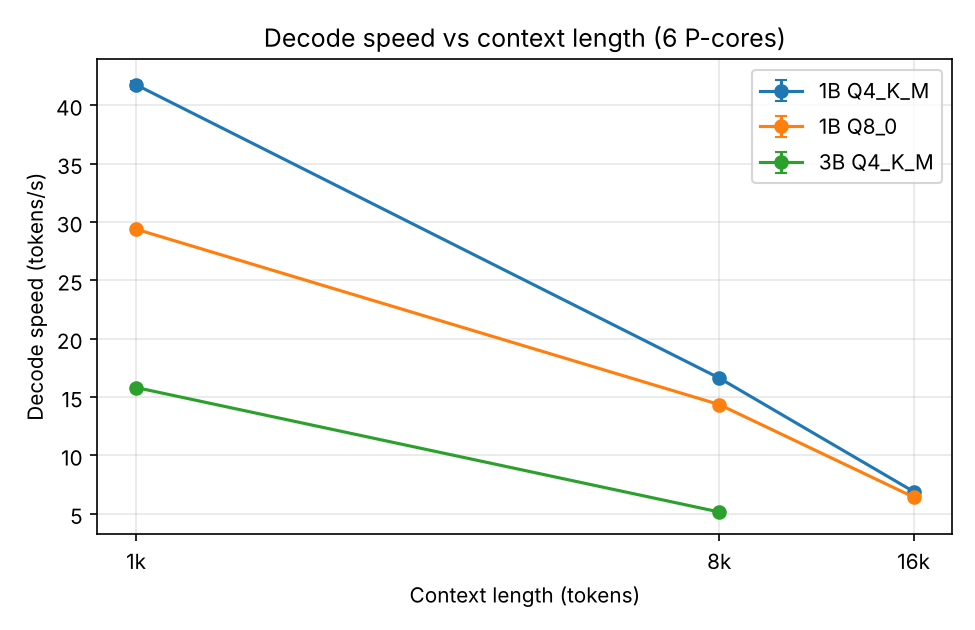 Decode speed vs context length (6 P-cores)
1B Q4_K_M
1B Q8_0
3B Q4_K_M
Decode speed (tokens/s)
40
35
30
25
20
15
10
5
1k
8k
16k
Context length (tokens)